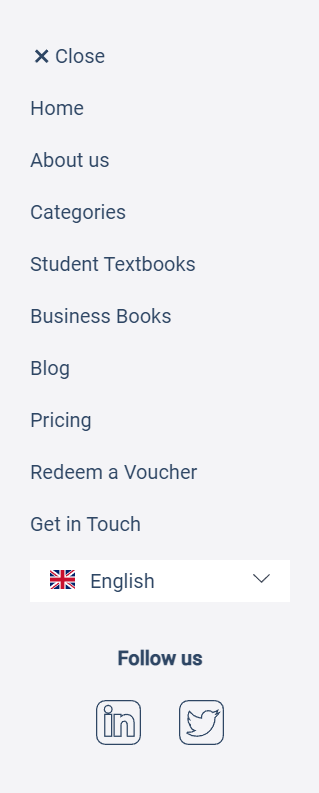 ✕ Close
Home
About us
Categories
Student Textbooks
Business Books
Blog
Pricing
Redeem a Voucher
Get in Touch
English
Follow us
in